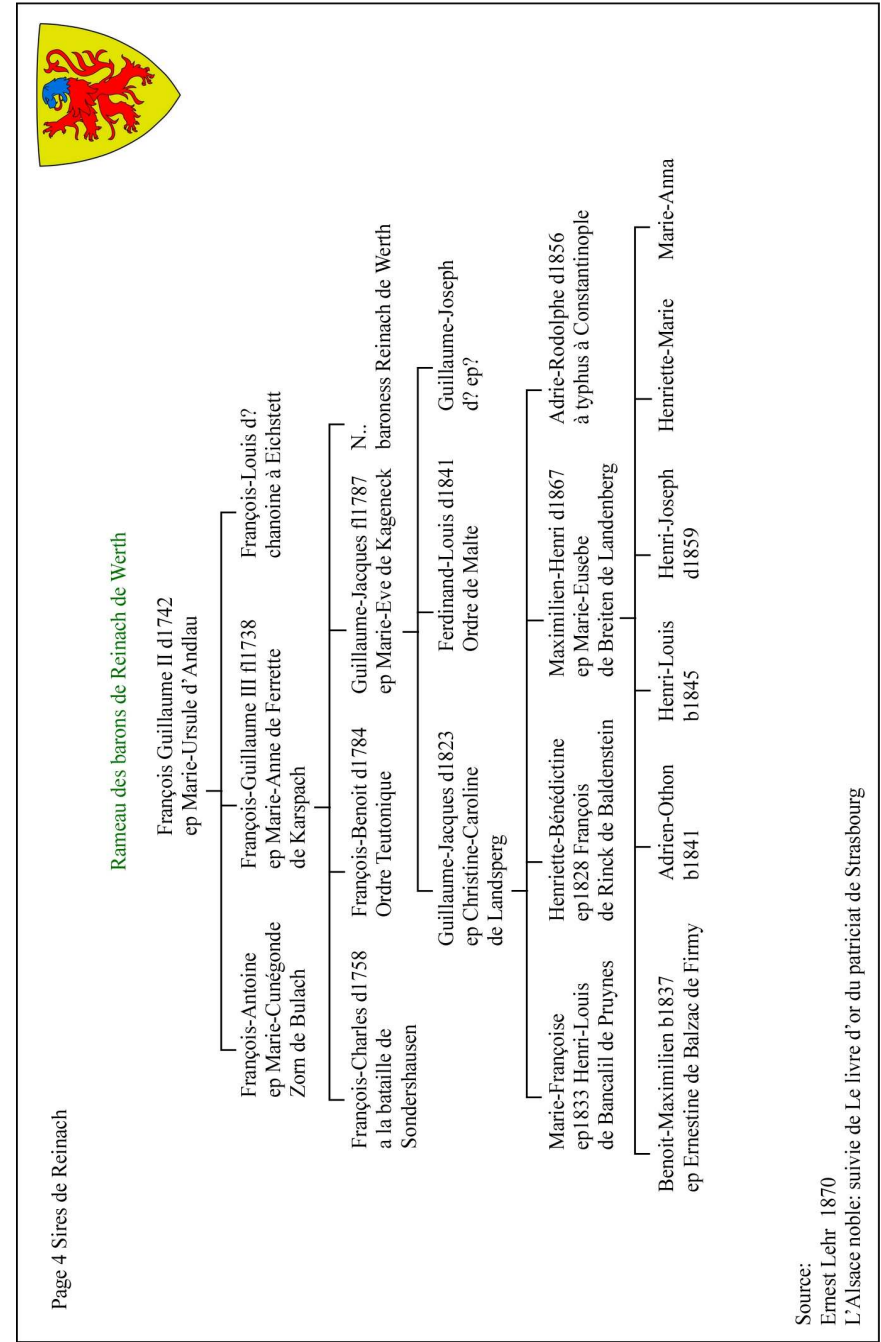 Page 4 Sires de Reinach
Rameau des barons de Reinach de Werth
François Guillaume II d1742
ep Marie-Ursule d'Andlau
François-Antoine
ep Marie-Cunégonde
Zorn de Bulach
François-Guillaume III fl1738
ep Marie-Anne de Ferrette
de Karspach
François-Louis d?
chanoine à Eichstett
François-Charles d1758
a la bataille de
Sondershausen
François-Benoit d1784
Ordre Teutonique
Guillaume-Jacques fl1787
ep Marie-Eve de Kageneck
N..
baroness Reinach de Werth
Guillaume-Jacques d1823
ep Christine-Caroline
de Landsperg
Ferdinand-Louis d1841
Ordre de Malte
Guillaume-Joseph
d? ep?
Marie-Françoise
ep1833 Henri-Louis
de Bancalil de Pruynes
Henriette-Bénédictine
ep1828 François
de Rinck de Baldenstein
Maximilien-Henri d1867
ep Marie-Eusebe
de Breiten de Landenberg
Adrie-Rodolphe d1856
à typhus à Constantinople
Benoit-Maximilien b1837
ep Ernestine de Balzac de Firmy
Adrien-Othon
b1841
Henri-Louis
b1845
Henri-Joseph
d1859
Henriette-Marie
Marie-Anna
Source:
Ernest Lehr 1870
L'Alsace noble: suivie de Le livre d'or du patriciat de Strasbourg